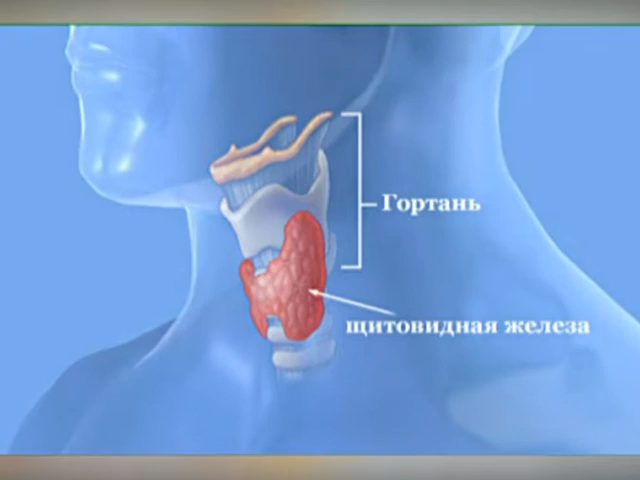 Гортань
щитовидная железа